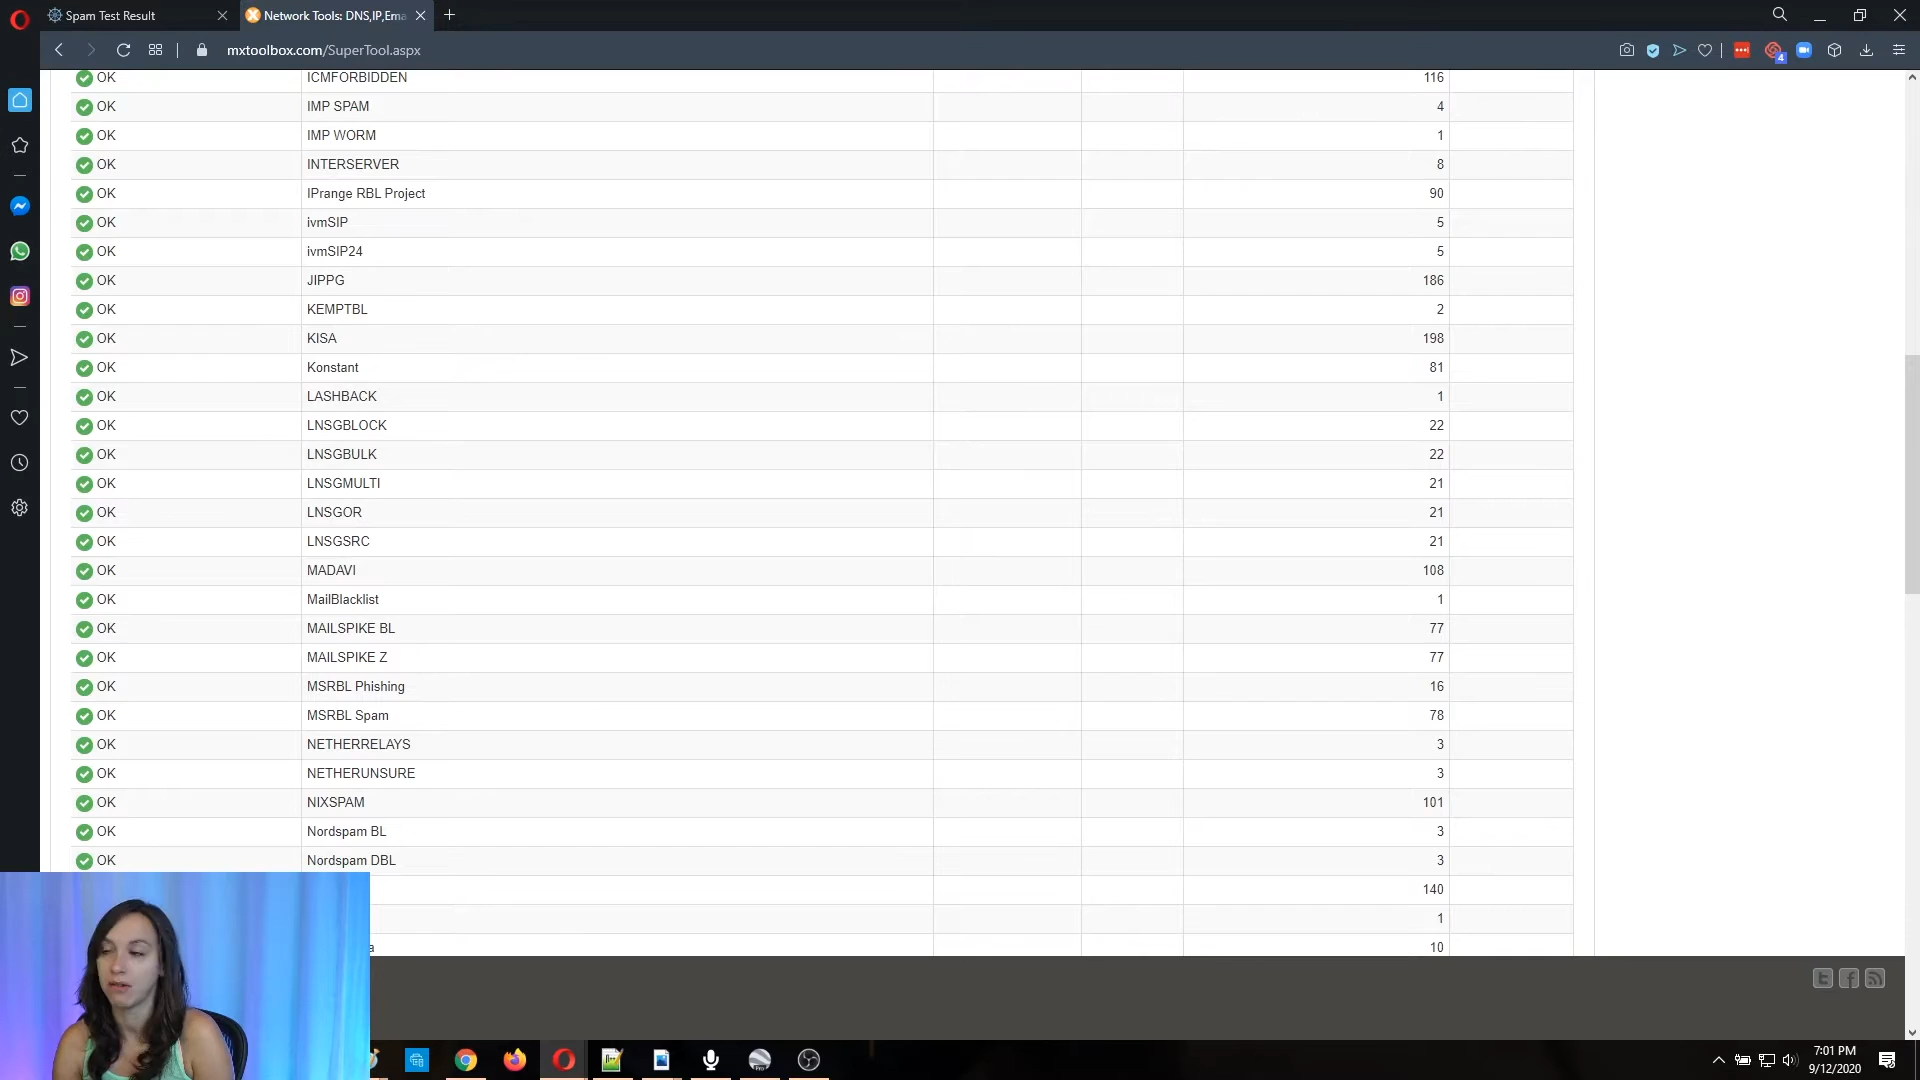 Spam Test Result
Network Tools: DNS,IP,Ema
mxtoolbox.com/SuperTool.aspx
4
OK ICMFORBIDDEN 116
OK IMP SPAM 4
OK IMP WORM 1
OK INTERSERVER 8
OK IPrange RBL Project 90
OK ivmSIP 5
OK ivmSIP24 5
OK JIPPG 186
OK KEMPTBL 2
OK KISA 198
OK Konstant 81
OK LASHBACK 1
OK LNSGBLOCK 22
OK LNSGBULK 22
OK LNSGMULTI 21
OK LNSGOR 21
OK LNSGSRC 21
OK MADAVI 108
OK MailBlacklist 1
OK MAILSPIKE BL 77
OK MAILSPIKE Z 77
OK MSRBL Phishing 16
OK MSRBL Spam 78
OK NETHERRELAYS 3
OK NETHERUNSURE 3
OK NIXSPAM 101
OK Nordspam BL 3
OK Nordspam DBL 3
140
1
a 10
7:01 PM
9/12/2020